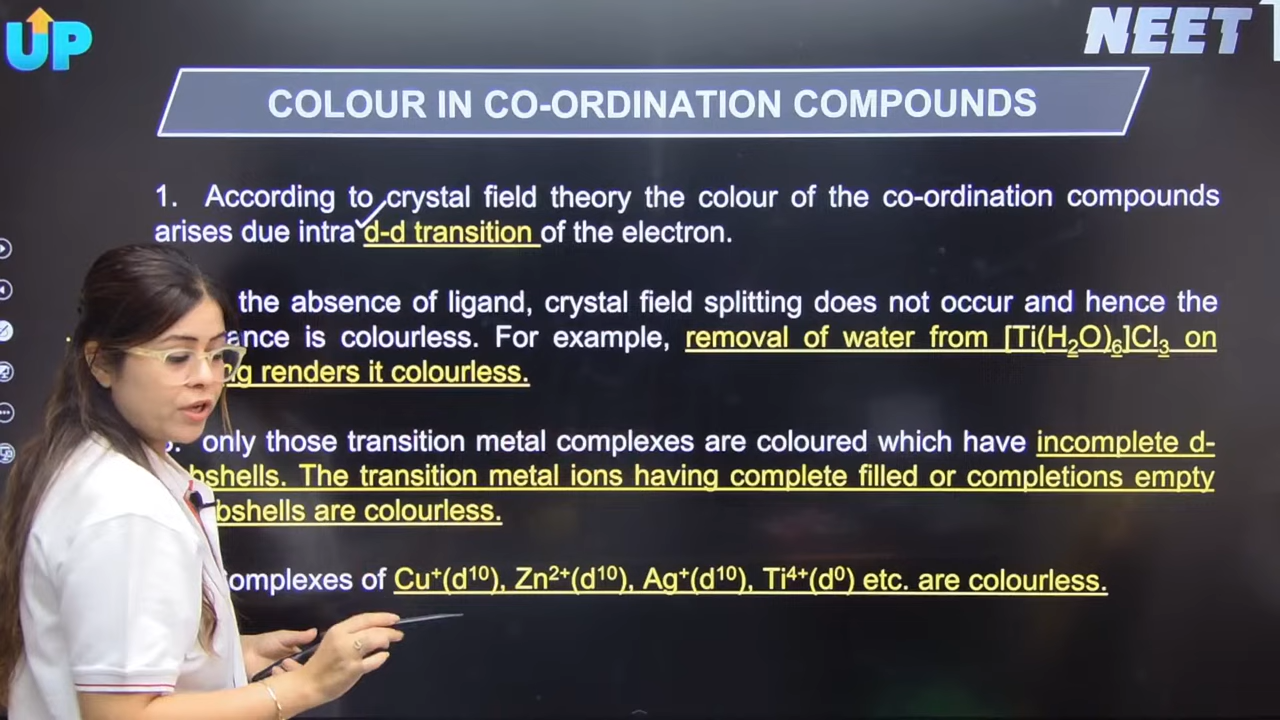 UP
NEET
COLOUR IN CO-ORDINATION COMPOUNDS
1. According to crystal field theory the colour of the co-ordination compounds
arises due intra d-d transition of the electron.
the absence of ligand, crystal field splitting does not occur and hence the
ance is colourless. For example, removal of water from [Ti(H₂O)₆]Cl₃ on
g renders it colourless.
only those transition metal complexes are coloured which have incomplete d-
bshells. The transition metal ions having complete filled or completions empty
bshells are colourless.
omplexes of Cu⁺(d¹⁰), Zn²⁺(d¹⁰), Ag⁺(d¹⁰), Ti⁴⁺(d⁰) etc. are colourless.